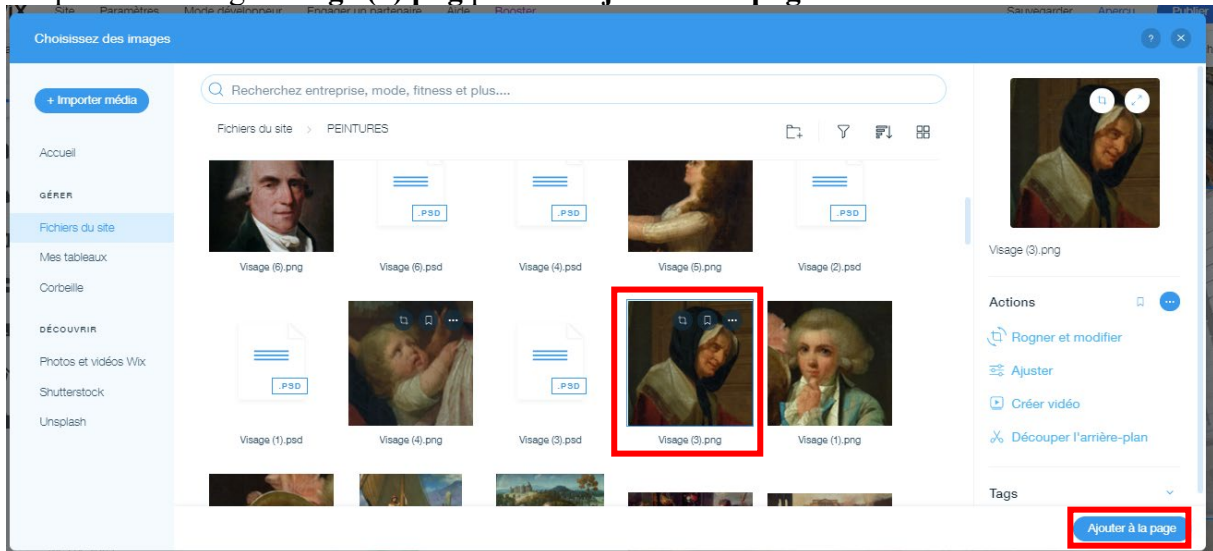 Site Paramètres Mode développeur Engager un partenaire Aide Booster Sauvegarder Aperçu Publier
Choisissez des images
?
+ Importer média
Recherchez entreprise, mode, fitness et plus....
Fichiers du site > PEINTURES
Accueil
GÉRER
Fichiers du site
Mes tableaux
Corbeille
DÉCOUVRIR
Photos et vidéos Wix
Shutterstock
Unsplash
.PSD .PSD .PSD
Visage (6).png Visage (6).psd Visage (4).psd Visage (5).png Visage (2).psd
.PSD .PSD
Visage (1).psd Visage (4).png Visage (3).psd Visage (3).png Visage (1).png
Visage (3).png
Actions
Rogner et modifier
Ajuster
Créer vidéo
Découper l'arrière-plan
Tags
Ajouter à la page